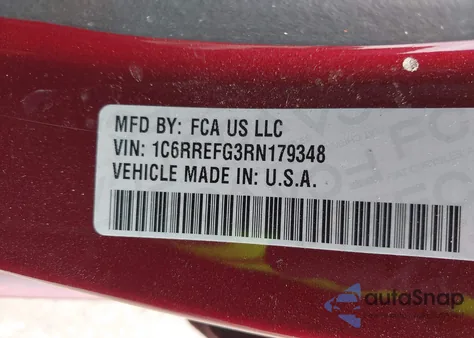 MFD BY: FCA US LLC
VIN: 1C6RREFG3RN179348
VEHICLE MADE IN: U.S.A.
autoSnap